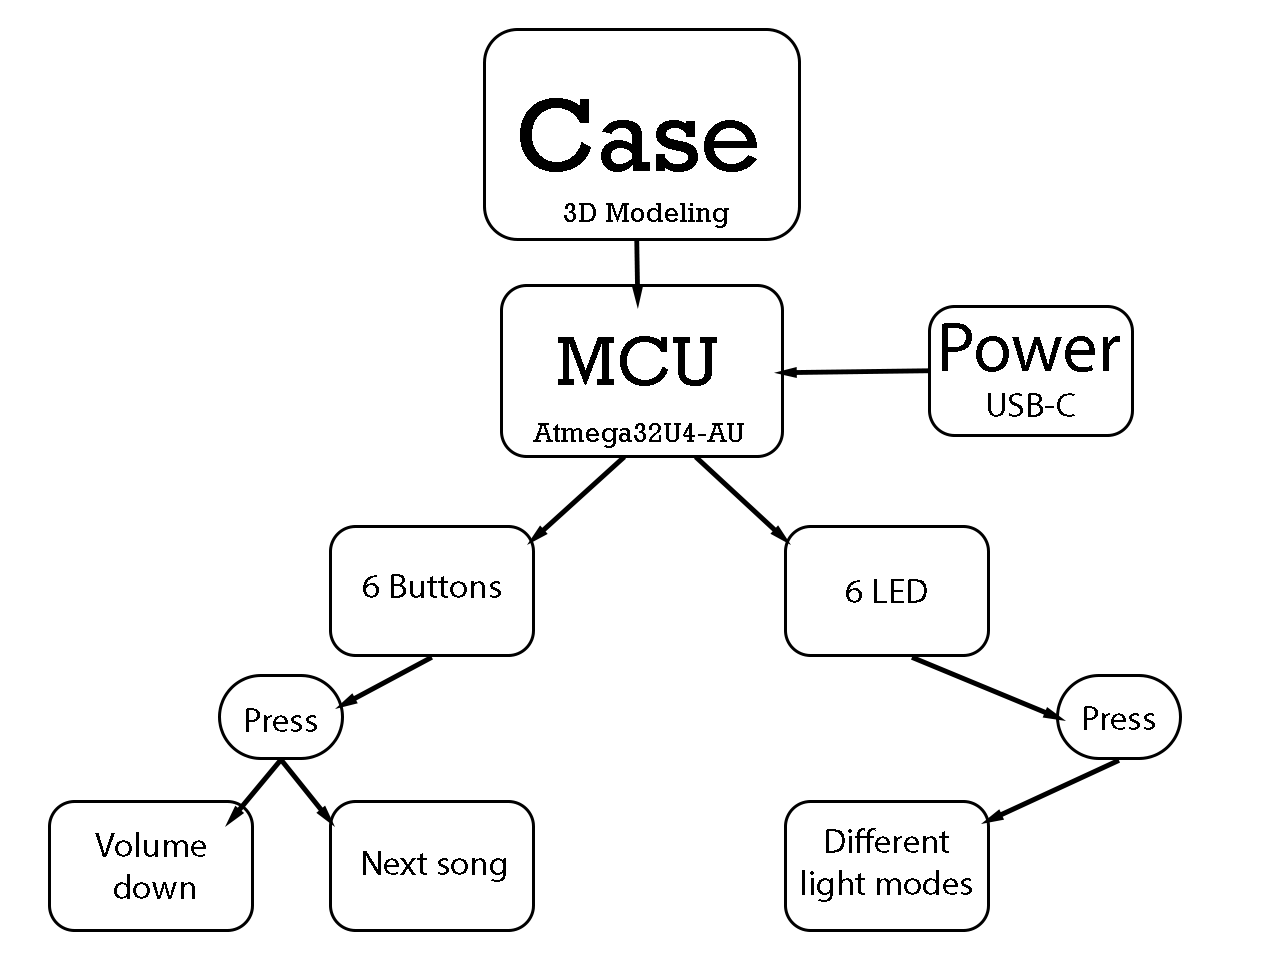 Case
3D Modeling
MCU
Atmega32U4-AU
Power
USB-C
6 Buttons
6 LED
Press
Press
Volume
down
Next song
Different
light modes